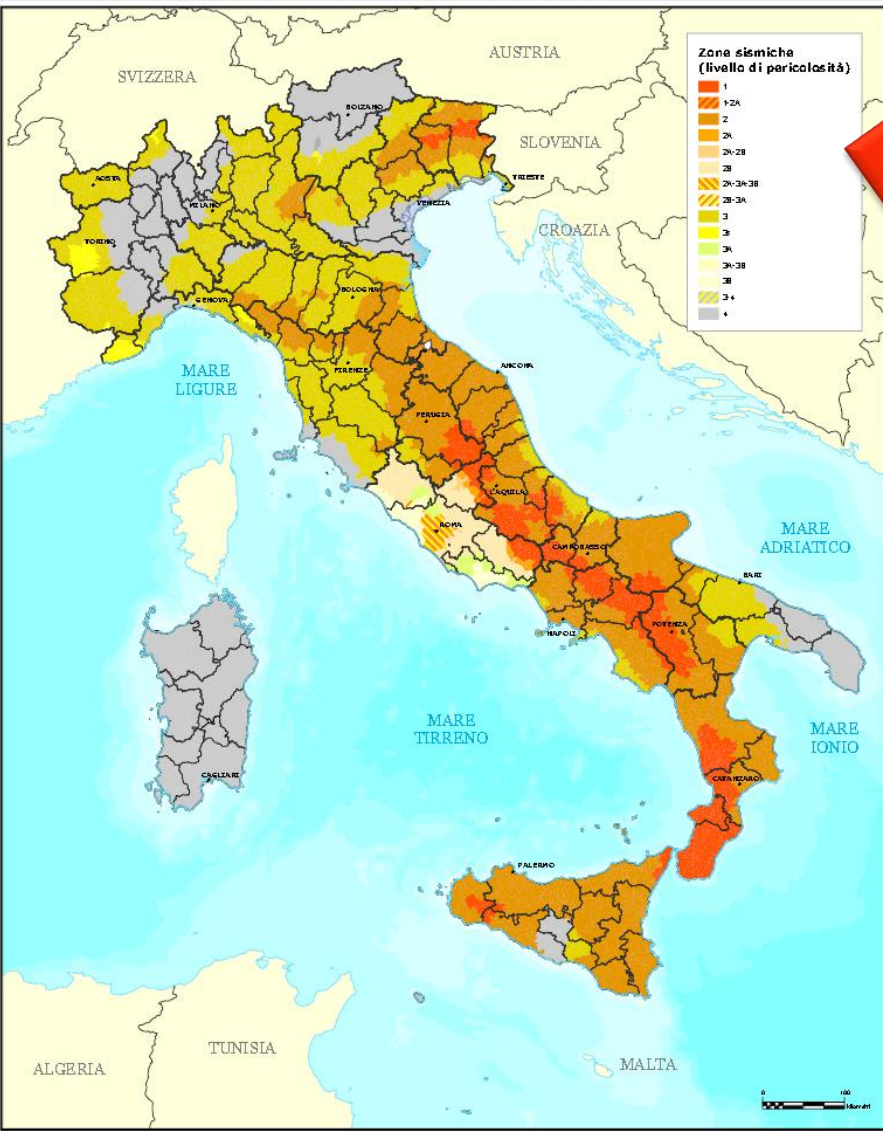 AUSTRIA
SVIZZERA
Zone sismiche
(livello di pericolosità)
1
1-2A
2
2A
2A-2B
2B
2A-3A-3B
2B-3A
3
3s
3A
3A-3B
3B
3-4
4
BOLZANO
SLOVENIA
AOSTA
TRIESTE
MILANO
VENEZIA
CROAZIA
TORINO
BOLOGNA
GENOVA
MARE
LIGURE
FIRENZE
ANCONA
PERUGIA
L'AQUILA
ROMA
MARE
ADRIATICO
CAMPOBASSO
BARI
NAPOLI
POTENZA
MARE
TIRRENO
MARE
IONIO
CAGLIARI
CATANZARO
PALERMO
TUNISIA
ALGERIA
MALTA
0 100
kilometri